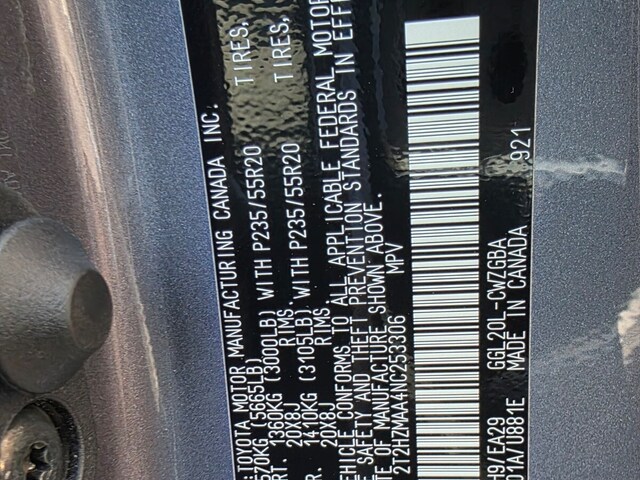 :TOYOTA MOTOR MANUFACTURING CANADA INC.
570KG (5665LB)
RT. 1360KG (3000LB) WITH P235/55R20 TIRES,
20X8J RIMS.
R. 1410KG (3105LB) WITH P235/55R20 TIRES,
20X8J RIMS.
VEHICLE CONFORMS TO ALL APPLICABLE FEDERAL MOTOR
E SAFETY AND THEFT PREVENTION STANDARDS IN EFF
OF MANUFACTURE SHOWN ABOVE.
2T2HZMAA4NC253306 MPV
921
H9/EA29 GGL20L-CWZGBA
01A/U881E MADE IN CANADA